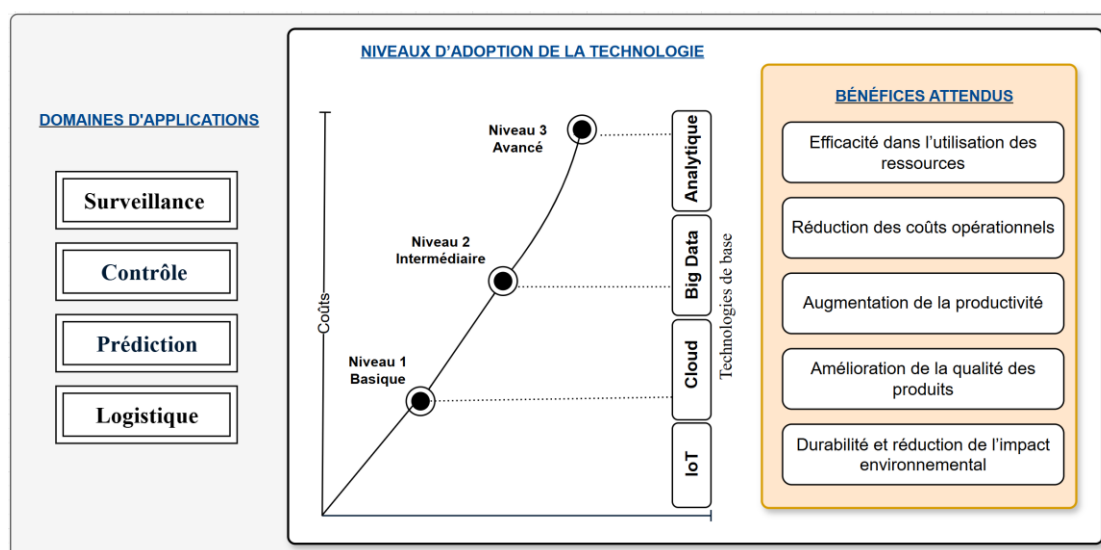 NIVEAUX D'ADOPTION DE LA TECHNOLOGIE
DOMAINES D'APPLICATIONS
Surveillance
Contrôle
Prédiction
Logistique
Coûts
Niveau 3
Avancé
Niveau 2
Intermédiaire
Niveau 1
Basique
Analytique
Big Data
Cloud
IoT
Technologies de base
BÉNÉFICES ATTENDUS
Efficacité dans l'utilisation des
ressources
Réduction des coûts opérationnels
Augmentation de la productivité
Amélioration de la qualité des
produits
Durabilité et réduction de l'impact
environnemental